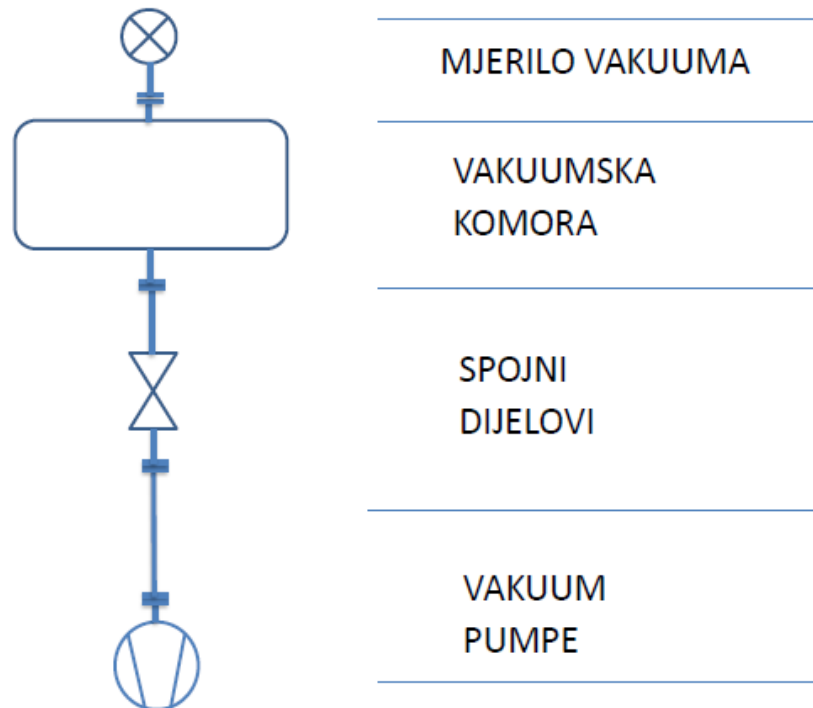 MJERILO VAKUUMA
VAKUUMSKA
KOMORA
SPOJNI
DIJELOVI
VAKUUM
PUMPE